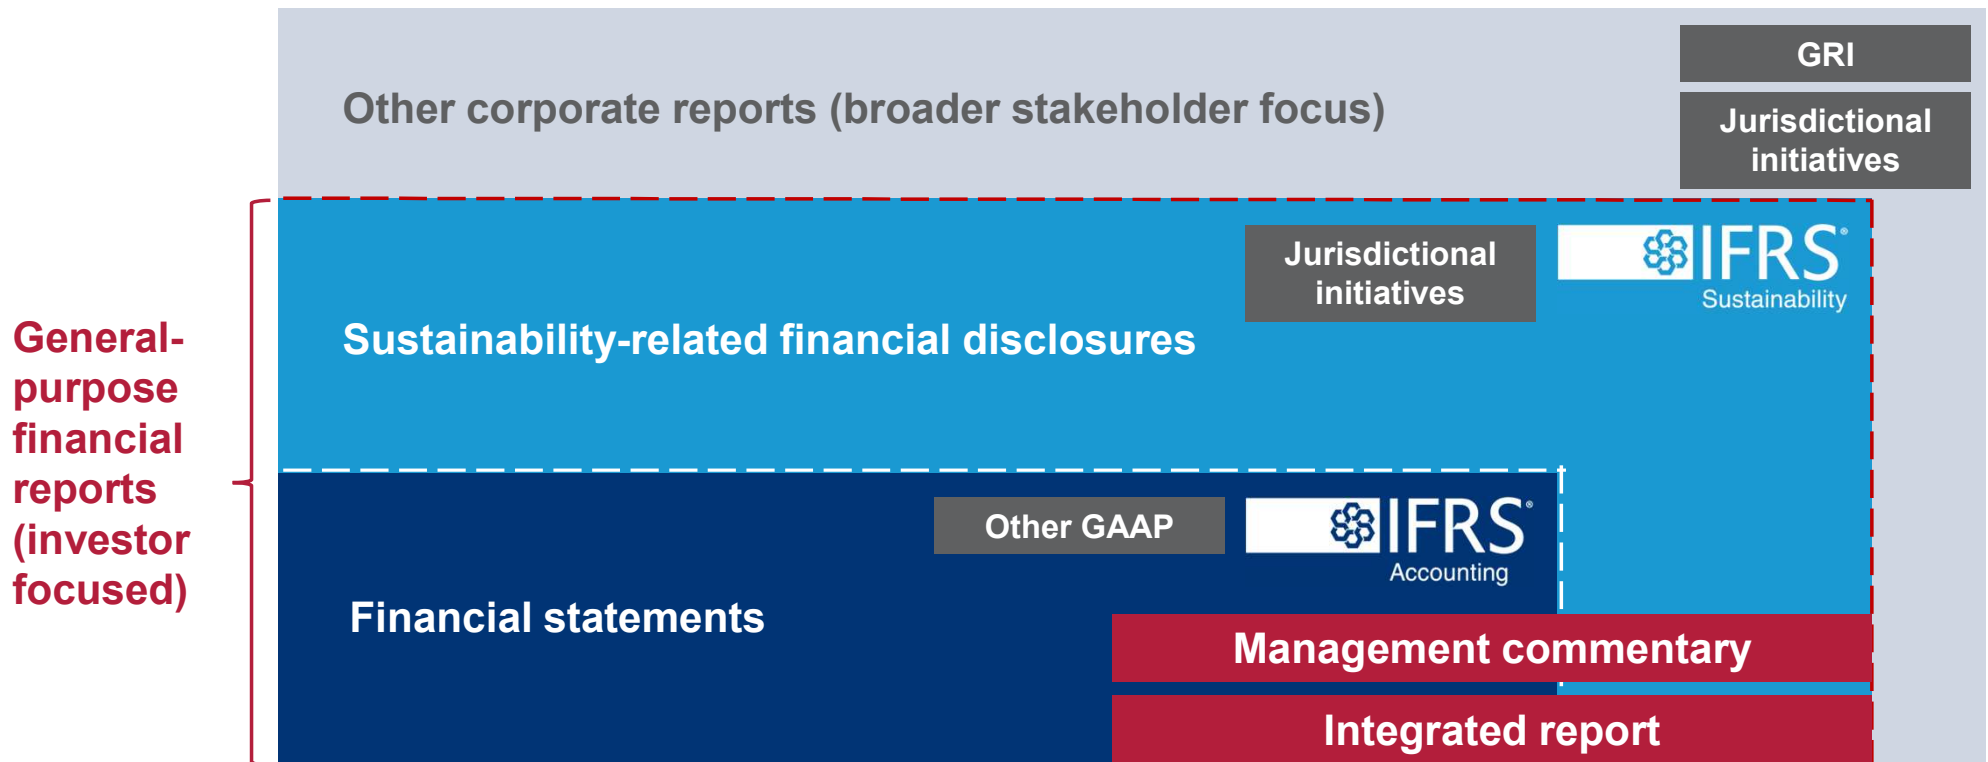 GRI
Other corporate reports (broader stakeholder focus)
Jurisdictional
initiatives
General-
purpose
financial
reports
(investor
focused)
Jurisdictional
initiatives
IFRS®
Sustainability
Sustainability-related financial disclosures
Other GAAP
IFRS®
Accounting
Financial statements
Management commentary
Integrated report